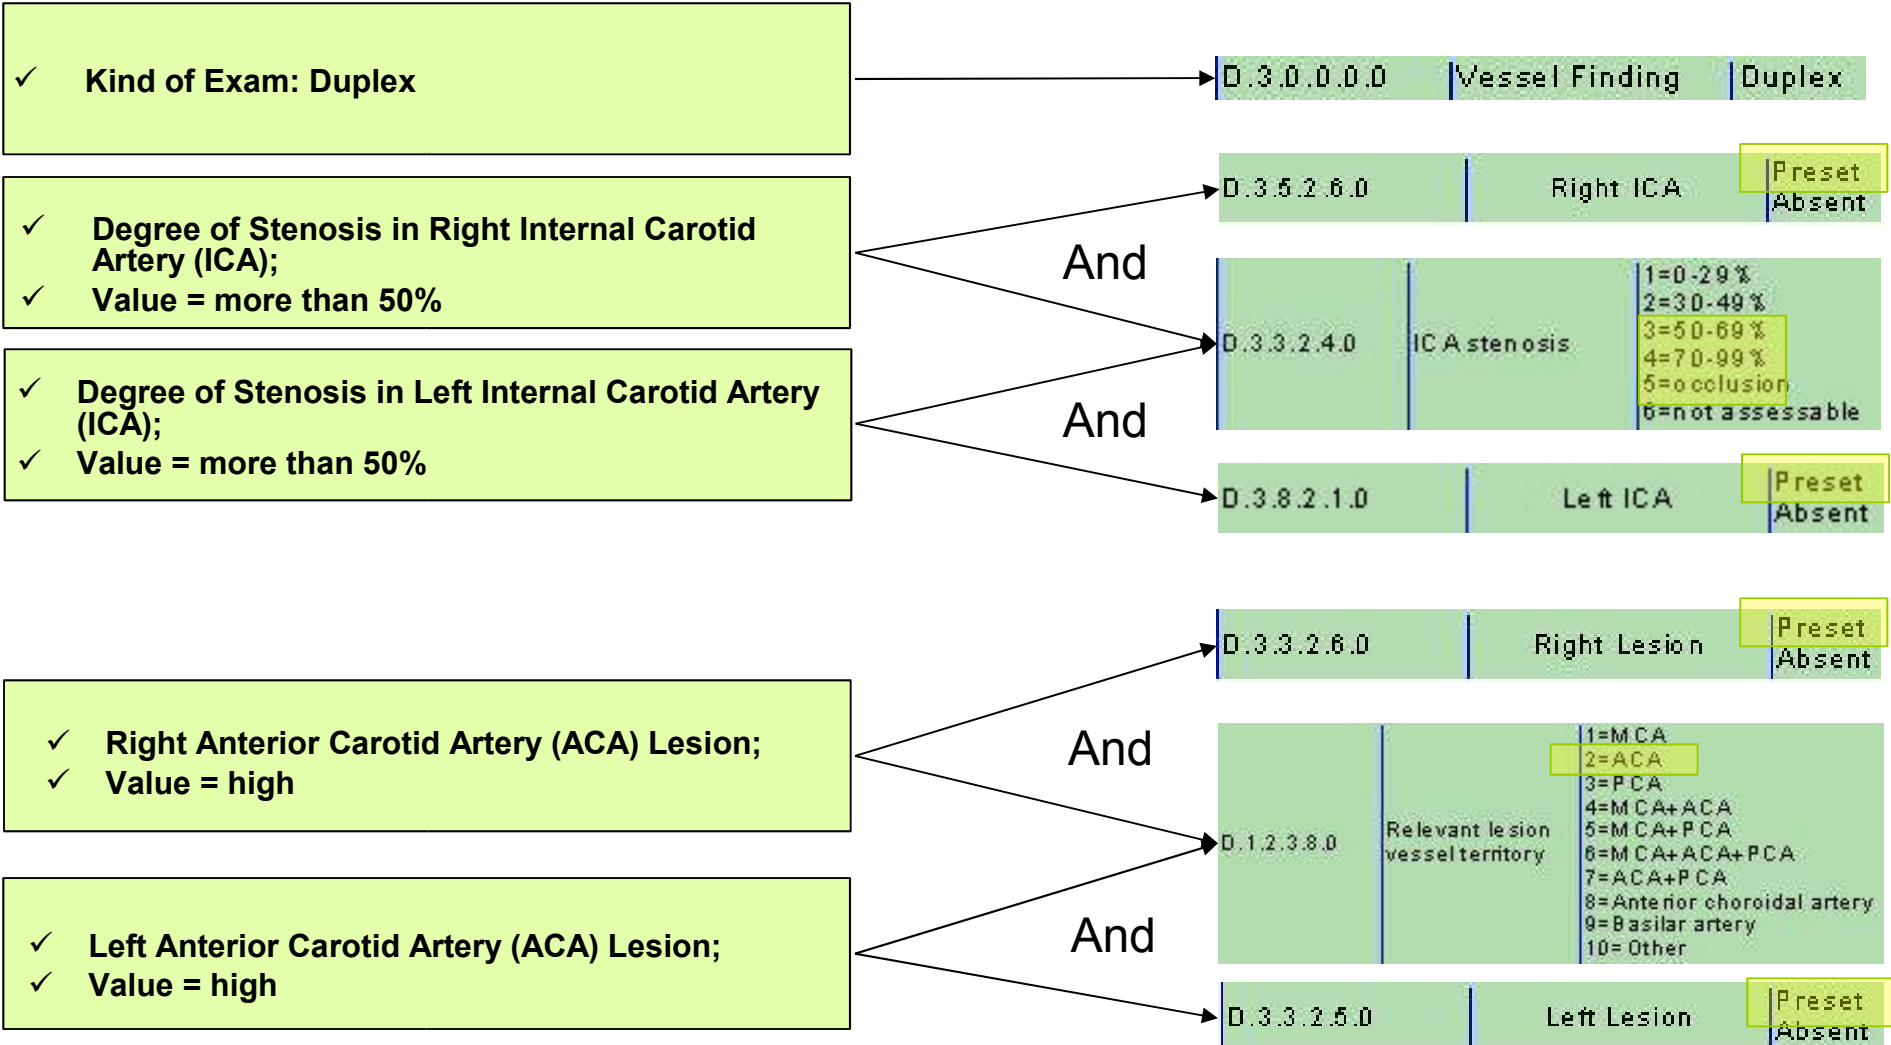 ✓ Kind of Exam: Duplex
D.3.0.0.0.0 Vessel Finding Duplex
✓ Degree of Stenosis in Right Internal Carotid
Artery (ICA);
✓ Value = more than 50%
D.3.5.2.6.0 Right ICA Preset
Absent
And
✓ Degree of Stenosis in Left Internal Carotid Artery
(ICA);
✓ Value = more than 50%
D.3.3.2.4.0 ICA stenosis
1=0-29%
2=30-49%
3=50-69%
4=70-99%
5=occlusion
6=not assessable
And
D.3.8.2.1.0 Left ICA Preset
Absent
✓ Right Anterior Carotid Artery (ACA) Lesion;
✓ Value = high
D.3.3.2.6.0 Right Lesion Preset
Absent
And
D.1.2.3.8.0 Relevant lesion
vessel territory
1=MCA
2=ACA
3=PCA
4=MCA+ACA
5=MCA+PCA
6=MCA+ACA+PCA
7=ACA+PCA
8=Anterior choroidal artery
9=Basilar artery
10=Other
✓ Left Anterior Carotid Artery (ACA) Lesion;
✓ Value = high
And
D.3.3.2.5.0 Left Lesion Preset
Absent